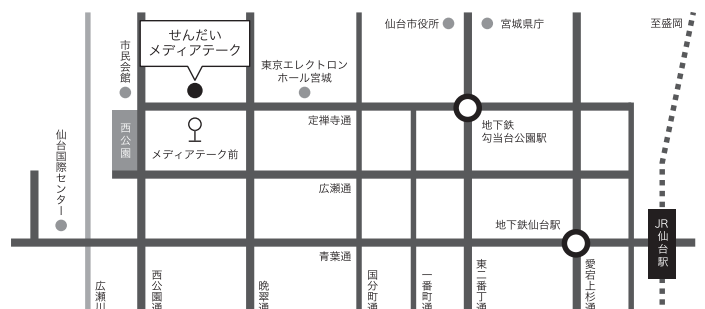 仙台市役所
宮城県庁
至盛岡
せんだい
メディアテーク
市民会館
東京エレクトロン
ホール宮城
定禅寺通
地下鉄
勾当台公園駅
西公園
メディアテーク前
仙台国際センター
広瀬通
地下鉄仙台駅
JR仙台駅
青葉通
広瀬川
西公園通
晩翠通
国分町通
一番町通
東二番丁通
愛宕上杉通